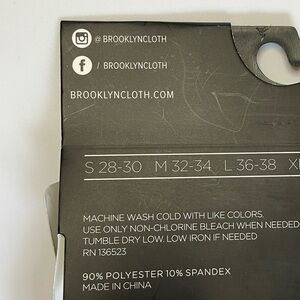 @ BROOKLYNCLOTH
/ BROOKLYNCLOTH
BROOKLYNCLOTH.COM
S 28-30 M 32-34 L 36-38
MACHINE WASH COLD WITH LIKE COLORS.
USE ONLY NON-CHLORINE BLEACH WHEN NEEDED
TUMBLE DRY LOW. LOW IRON IF NEEDED
RN 136523
90% POLYESTER 10% SPANDEX
MADE IN CHINA